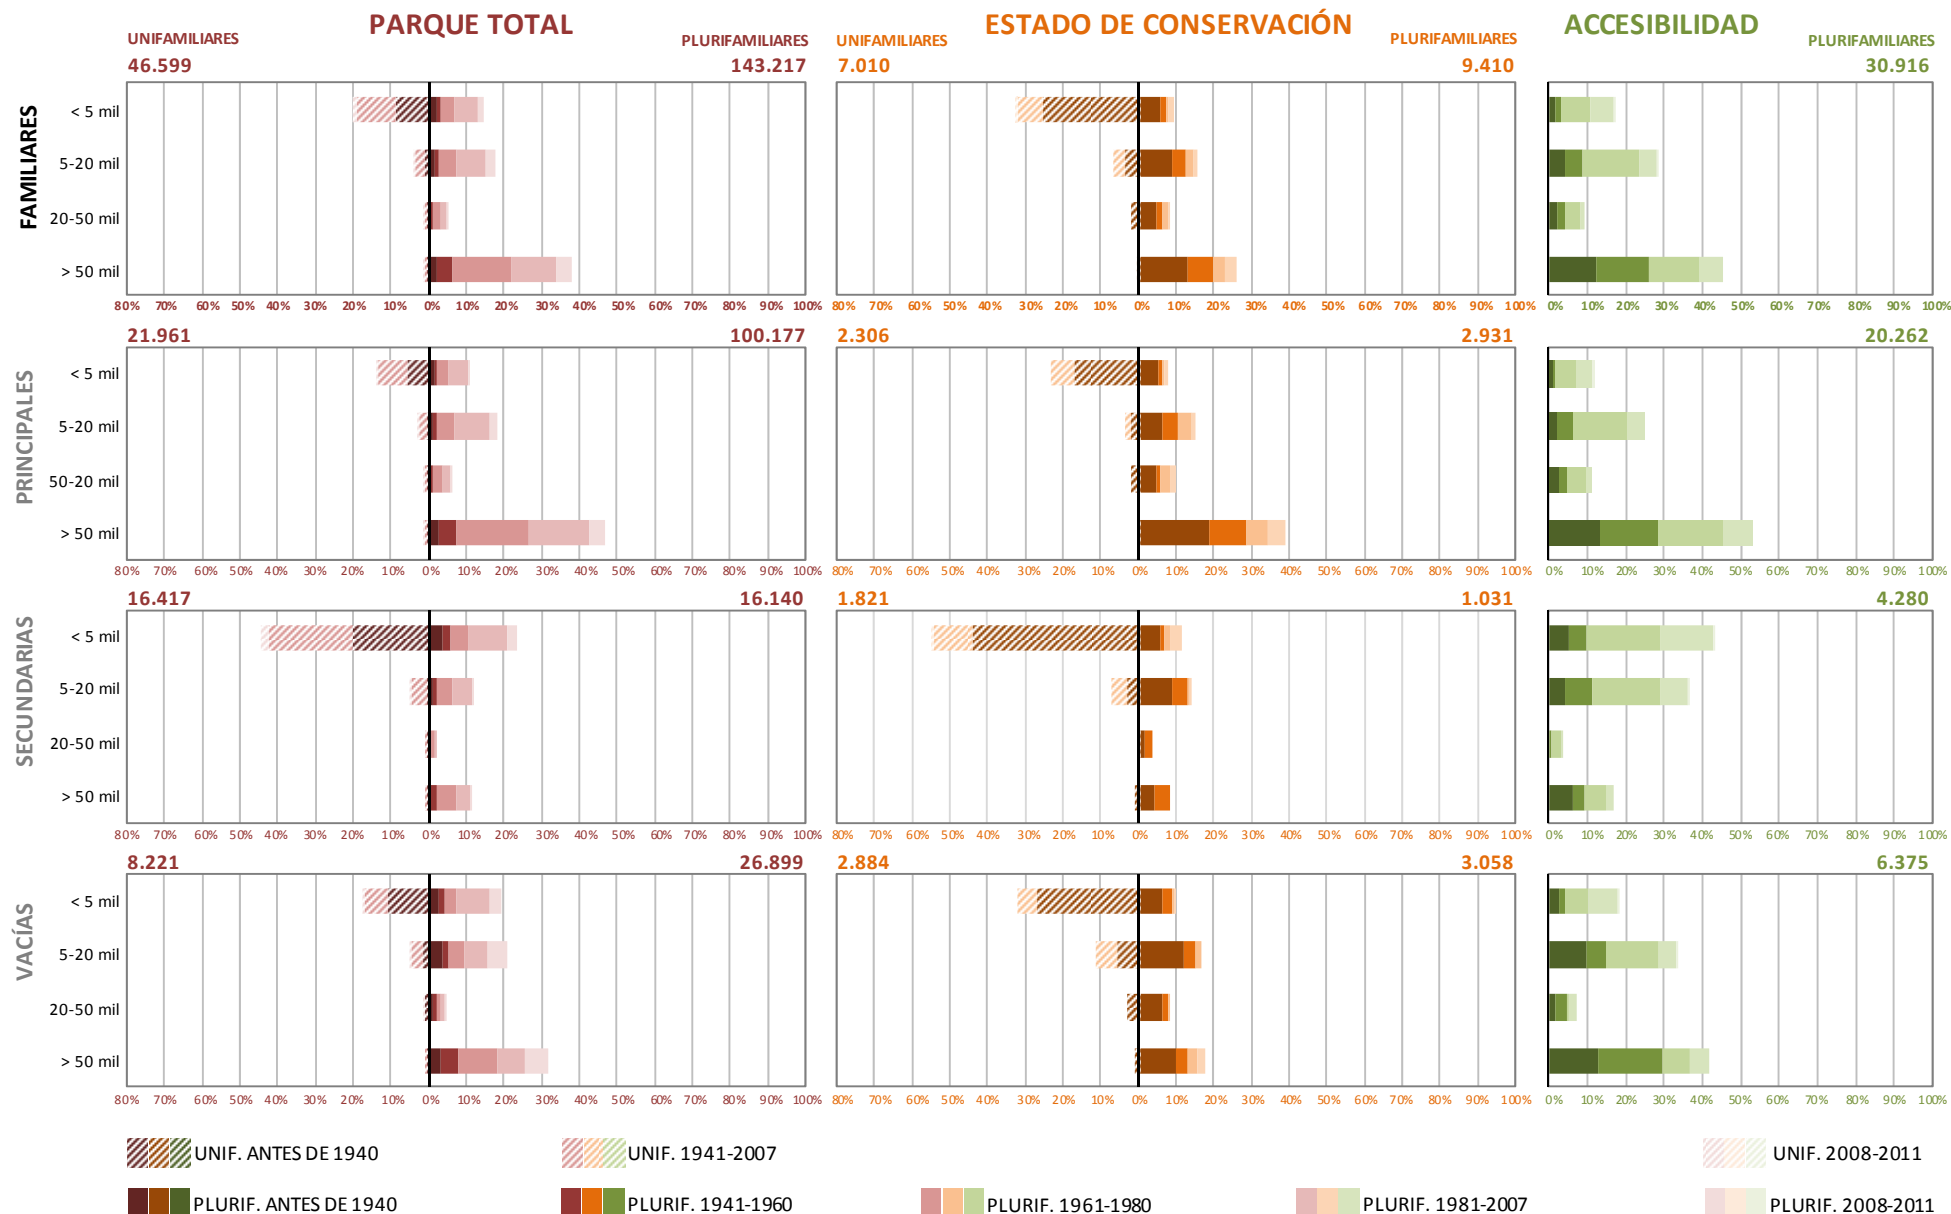 PARQUE TOTAL ESTADO DE CONSERVACIÓN ACCESIBILIDAD
UNIFAMILIARES PLURIFAMILIARES UNIFAMILIARES PLURIFAMILIARES PLURIFAMILIARES
46.599 143.217 7.010 9.410 30.916
FAMILIARES
< 5 mil
5-20 mil
20-50 mil
> 50 mil
80% 70% 60% 50% 40% 30% 20% 10% 0% 10% 20% 30% 40% 50% 60% 70% 80% 90% 100% 80% 70% 60% 50% 40% 30% 20% 10% 0% 10% 20% 30% 40% 50% 60% 70% 80% 90% 100% 0% 10% 20% 30% 40% 50% 60% 70% 80% 90% 100%
21.961 100.177 2.306 2.931 20.262
PRINCIPALES
< 5 mil
5-20 mil
50-20 mil
> 50 mil
80% 70% 60% 50% 40% 30% 20% 10% 0% 10% 20% 30% 40% 50% 60% 70% 80% 90% 100% 80% 70% 60% 50% 40% 30% 20% 10% 0% 10% 20% 30% 40% 50% 60% 70% 80% 90% 100% 0% 10% 20% 30% 40% 50% 60% 70% 80% 90% 100%
16.417 16.140 1.821 1.031 4.280
SECUNDARIAS
< 5 mil
5-20 mil
20-50 mil
> 50 mil
80% 70% 60% 50% 40% 30% 20% 10% 0% 10% 20% 30% 40% 50% 60% 70% 80% 90% 100% 80% 70% 60% 50% 40% 30% 20% 10% 0% 10% 20% 30% 40% 50% 60% 70% 80% 90% 100% 0% 10% 20% 30% 40% 50% 60% 70% 80% 90% 100%
8.221 26.899 2.884 3.058 6.375
VACÍAS
< 5 mil
5-20 mil
20-50 mil
> 50 mil
80% 70% 60% 50% 40% 30% 20% 10% 0% 10% 20% 30% 40% 50% 60% 70% 80% 90% 100% 80% 70% 60% 50% 40% 30% 20% 10% 0% 10% 20% 30% 40% 50% 60% 70% 80% 90% 100% 0% 10% 20% 30% 40% 50% 60% 70% 80% 90% 100%
UNIF. ANTES DE 1940 UNIF. 1941-2007 UNIF. 2008-2011
PLURIF. ANTES DE 1940 PLURIF. 1941-1960 PLURIF. 1961-1980 PLURIF. 1981-2007 PLURIF. 2008-2011